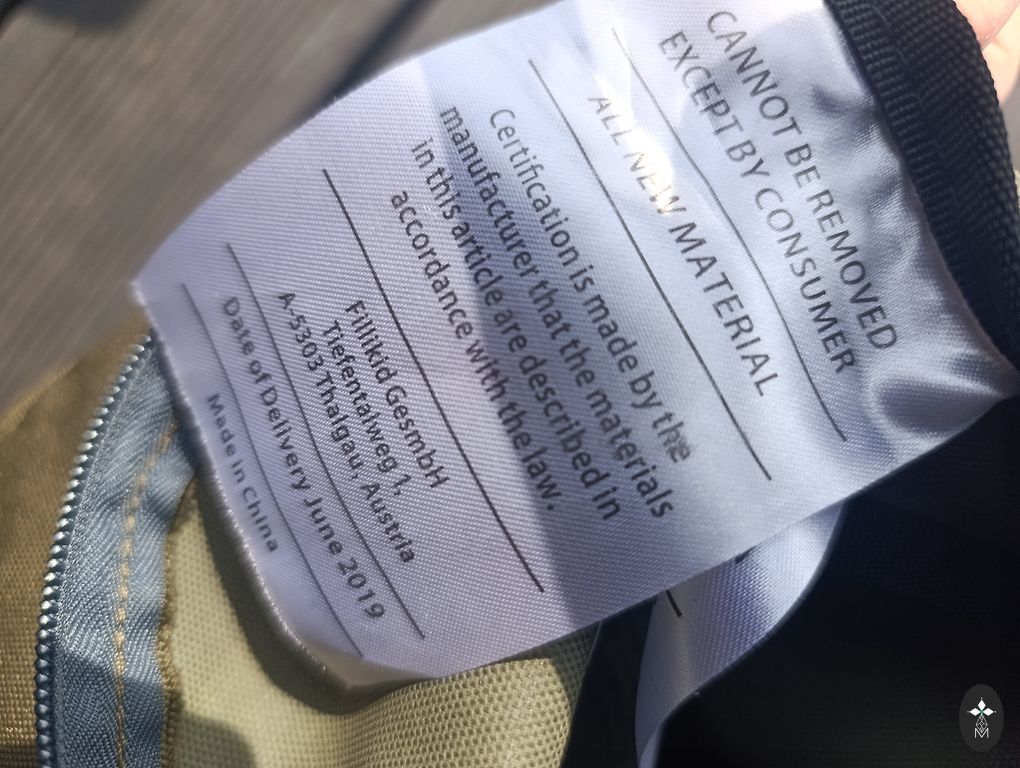 CANNOT BE REMOVED
EXCEPT BY CONSUMER
ALL NEW MATERIAL
Certification is made by the
manufacturer that the materials
in this article are described in
accordance with the law.
Fillikid GesmbH
Tiefentalweg 1,
A-5303 Thalgau, Austria
Date of Delivery June 2019
Made in China
M